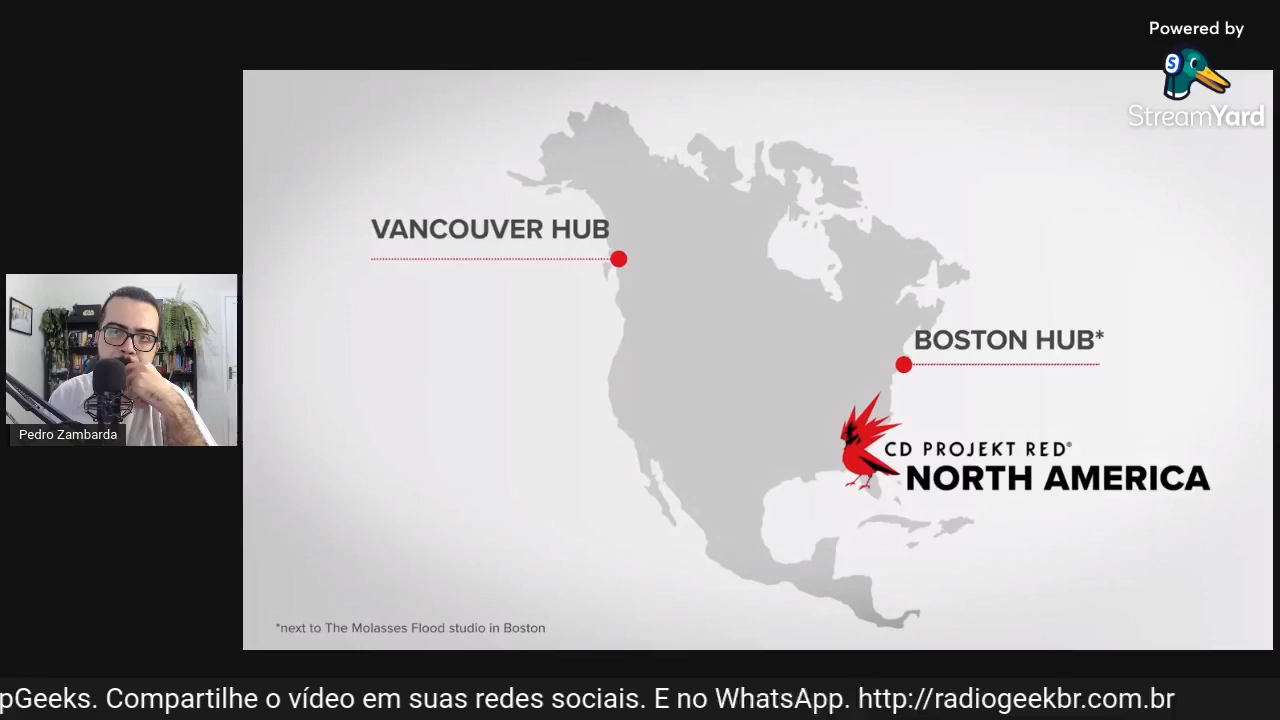 Powered by
StreamYard
VANCOUVER HUB
BOSTON HUB*
CD PROJEKT RED®
NORTH AMERICA
Pedro Zambarda
*next to The Molasses Flood studio in Boston
pGeeks. Compartilhe o vídeo em suas redes sociais. E no WhatsApp. http://radiogeekbr.com.br